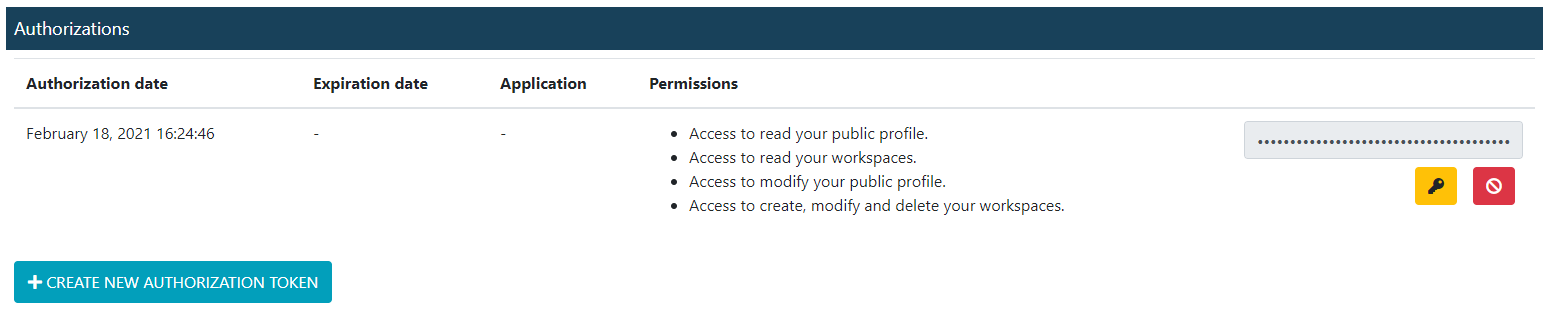 Authorizations
Authorization date Expiration date Application Permissions
February 18, 2021 16:24:46 - - • Access to read your public profile.
• Access to read your workspaces.
• Access to modify your public profile.
• Access to create, modify and delete your workspaces.
CREATE NEW AUTHORIZATION TOKEN